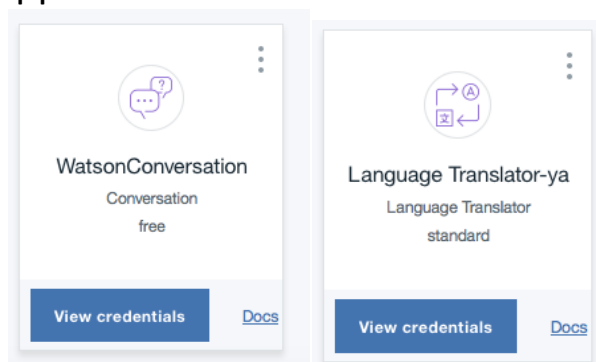 WatsonConversation
Conversation
free
View credentials
Docs
Language Translator-ya
Language Translator
standard
View credentials
Docs